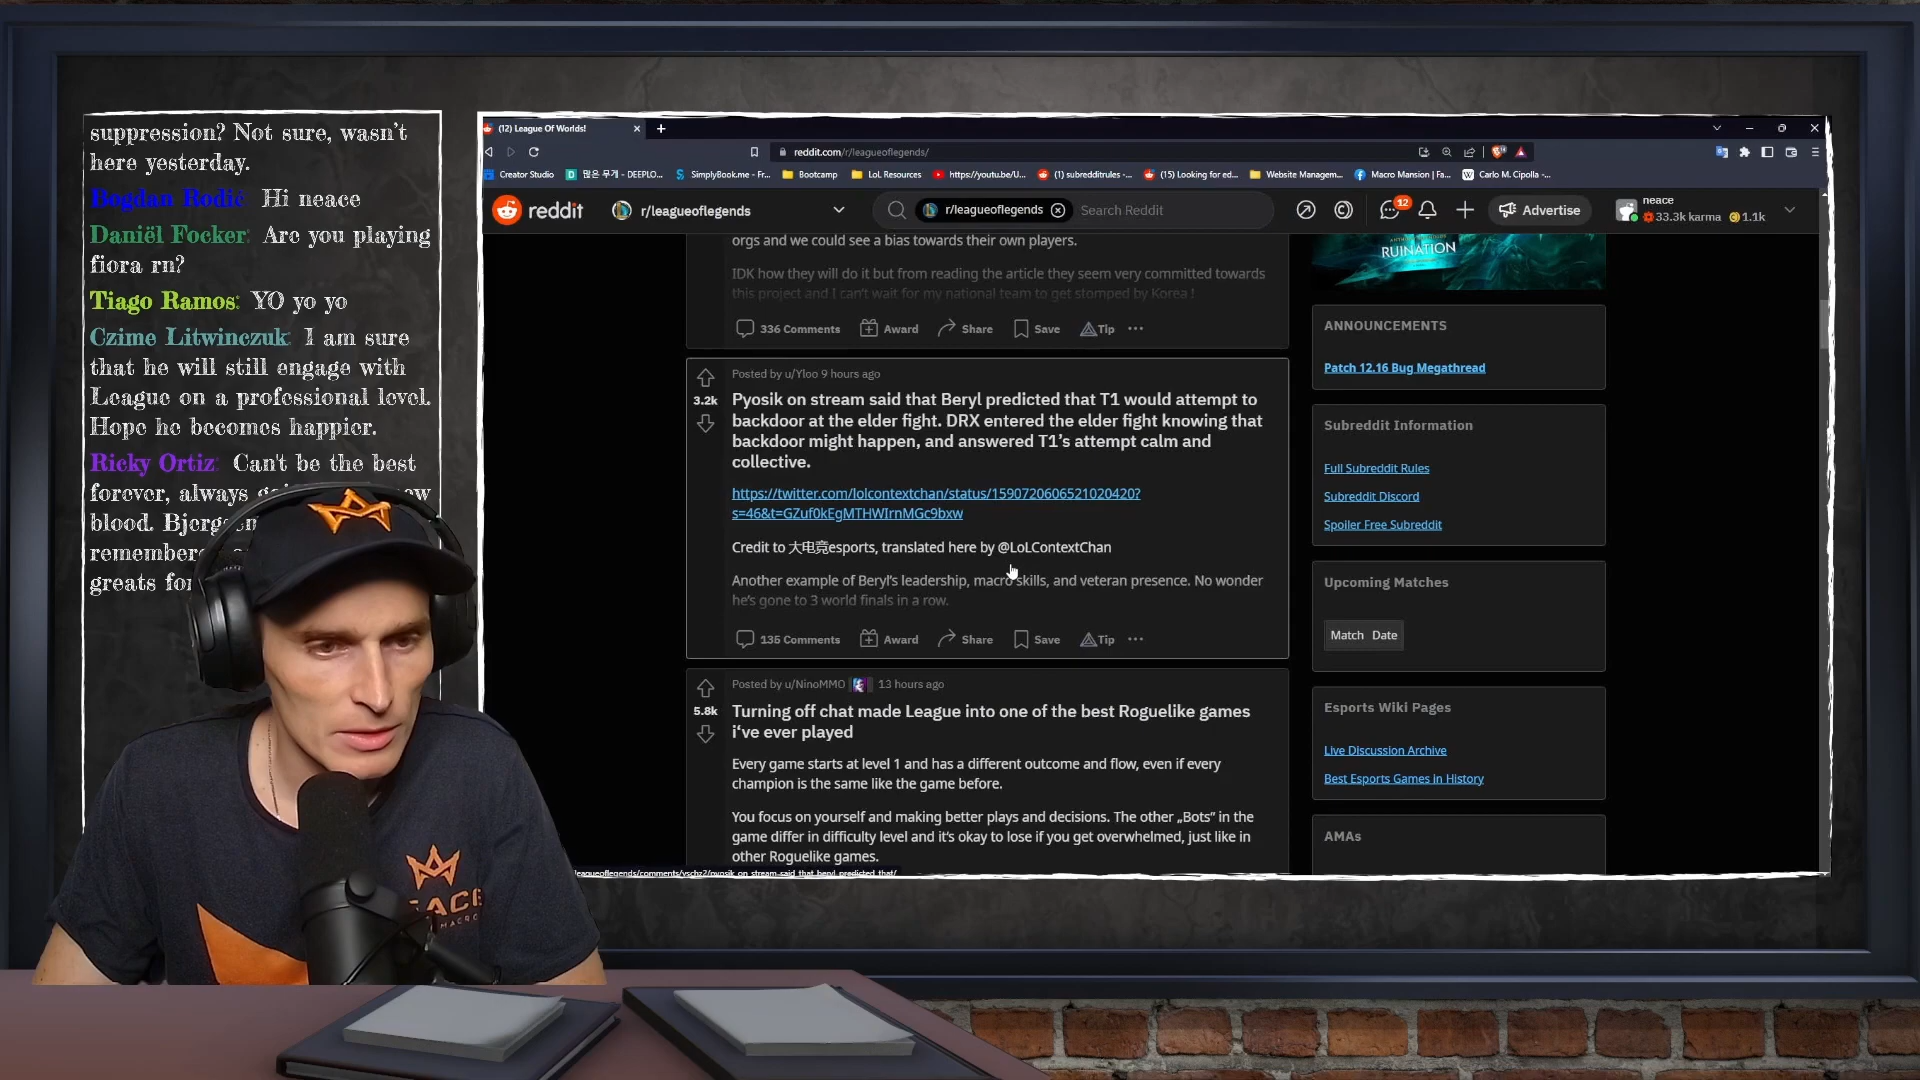 suppression? Not sure, wasn't
here yesterday.
Bogdan Rodić: Hi neace
Daniël Focker: Are you playing
fiora rn?
Tiago Ramos: YO yo yo
Czime Litwinczuk: I am sure
that he will still engage with
League on a professional level.
Hope he becomes happier.
Ricky Ortiz: Can't be the best
forever, always
blood.
greats
(12) League Of Worlds!
reddit.com/r/leagueoflegends/
Creator Studio
많은 무게 - DEEPLO...
SimplyBook.me - Fr...
Bootcamp
LoL Resources
https://youtu.be/U...
(1) subredditrules -...
(15) Looking for ed...
Website Managem...
Macro Mansion | Fa...
Carlo M. Cipolla -...
reddit
r/leagueoflegends
r/leagueoflegends
Search Reddit
12
Advertise
neace
33.3k karma
1.1k
orgs and we could see a bias towards their own players.
IDK how they will do it but from reading the article they seem very committed towards
this project and I can't wait for my national team to get stomped by Korea !
336 Comments
Award
Share
Save
Tip
Posted by u/Yloo 9 hours ago
3.2k
Pyosik on stream said that Beryl predicted that T1 would attempt to
backdoor at the elder fight. DRX entered the elder fight knowing that
backdoor might happen, and answered T1's attempt calm and
collective.
https://twitter.com/lolcontextchan/status/1590720606521020420?
s=46&t=GZuf0kEgMTHWIrnMGc9bxw
Credit to 大电竞esports, translated here by @LoLContextChan
Another example of Beryl's leadership, macro skills, and veteran presence. No wonder
he's gone to 3 world finals in a row.
135 Comments
Award
Share
Save
Tip
Posted by u/NinoMMO 13 hours ago
5.8k
Turning off chat made League into one of the best Roguelike games
i've ever played
Every game starts at level 1 and has a different outcome and flow, even if every
champion is the same like the game before.
You focus on yourself and making better plays and decisions. The other „Bots" in the
game differ in difficulty level and it's okay to lose if you get overwhelmed, just like in
other Roguelike games.
RUINATION
ANNOUNCEMENTS
Patch 12.16 Bug Megathread
Subreddit Information
Full Subreddit Rules
Subreddit Discord
Spoiler Free Subreddit
Upcoming Matches
Match Date
Esports Wiki Pages
Live Discussion Archive
Best Esports Games in History
AMAs